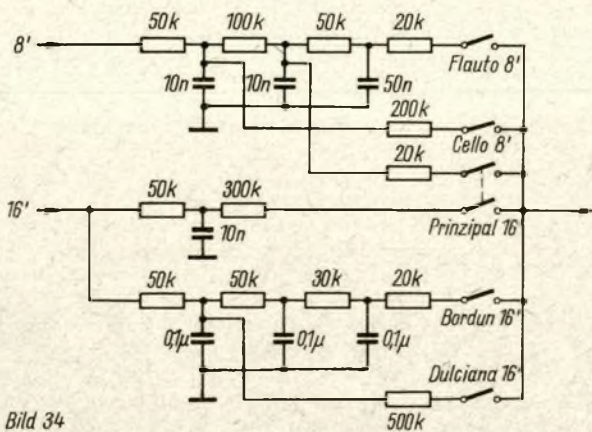 50k 100k 50k 20k
8'
Flauto 8'
10n 10n 50n
200k
Cello 8'
20k
50k 300k
16'
Prinzipal 16'
10n
50k 50k 30k 20k
Bordun 16'
0,1µ 0,1µ 0,1µ
Dulciana 16'
500k
Bild 34